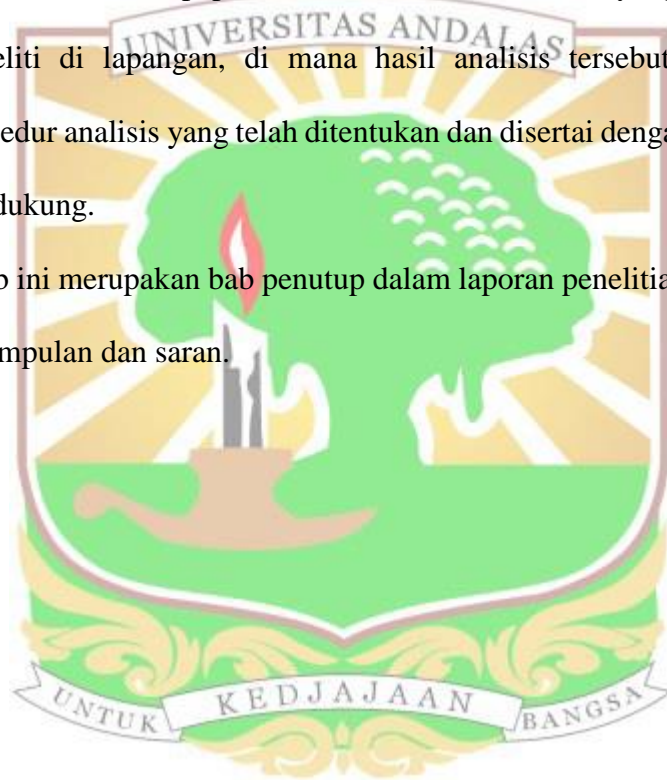 UNIVERSITAS ANDALAS
eliti di lapangan, di mana hasil analisis tersebut
edur analisis yang telah ditentukan dan disertai denga
dukung.
ini merupakan bab penutup dalam laporan penelitia
mpulan dan saran.
UNTUK KEDJAJAAN BANGSA